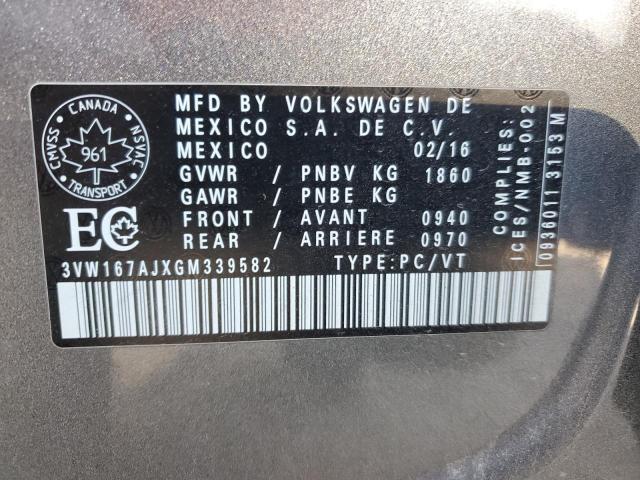 MFD BY VOLKSWAGEN DE
MEXICO S.A. DE C.V.
MEXICO 02/16
GVWR / PNBV KG 1860
GAWR / PNBE KG
FRONT / AVANT 0940
REAR / ARRIERE 0970
3VW167AJXGM339582 TYPE:PC/VT
CANADA
CMVSS
NSVAC
961
TRANSPORT
EC
COMPLIES:
ICES/NMB-002
0936011 3153 M